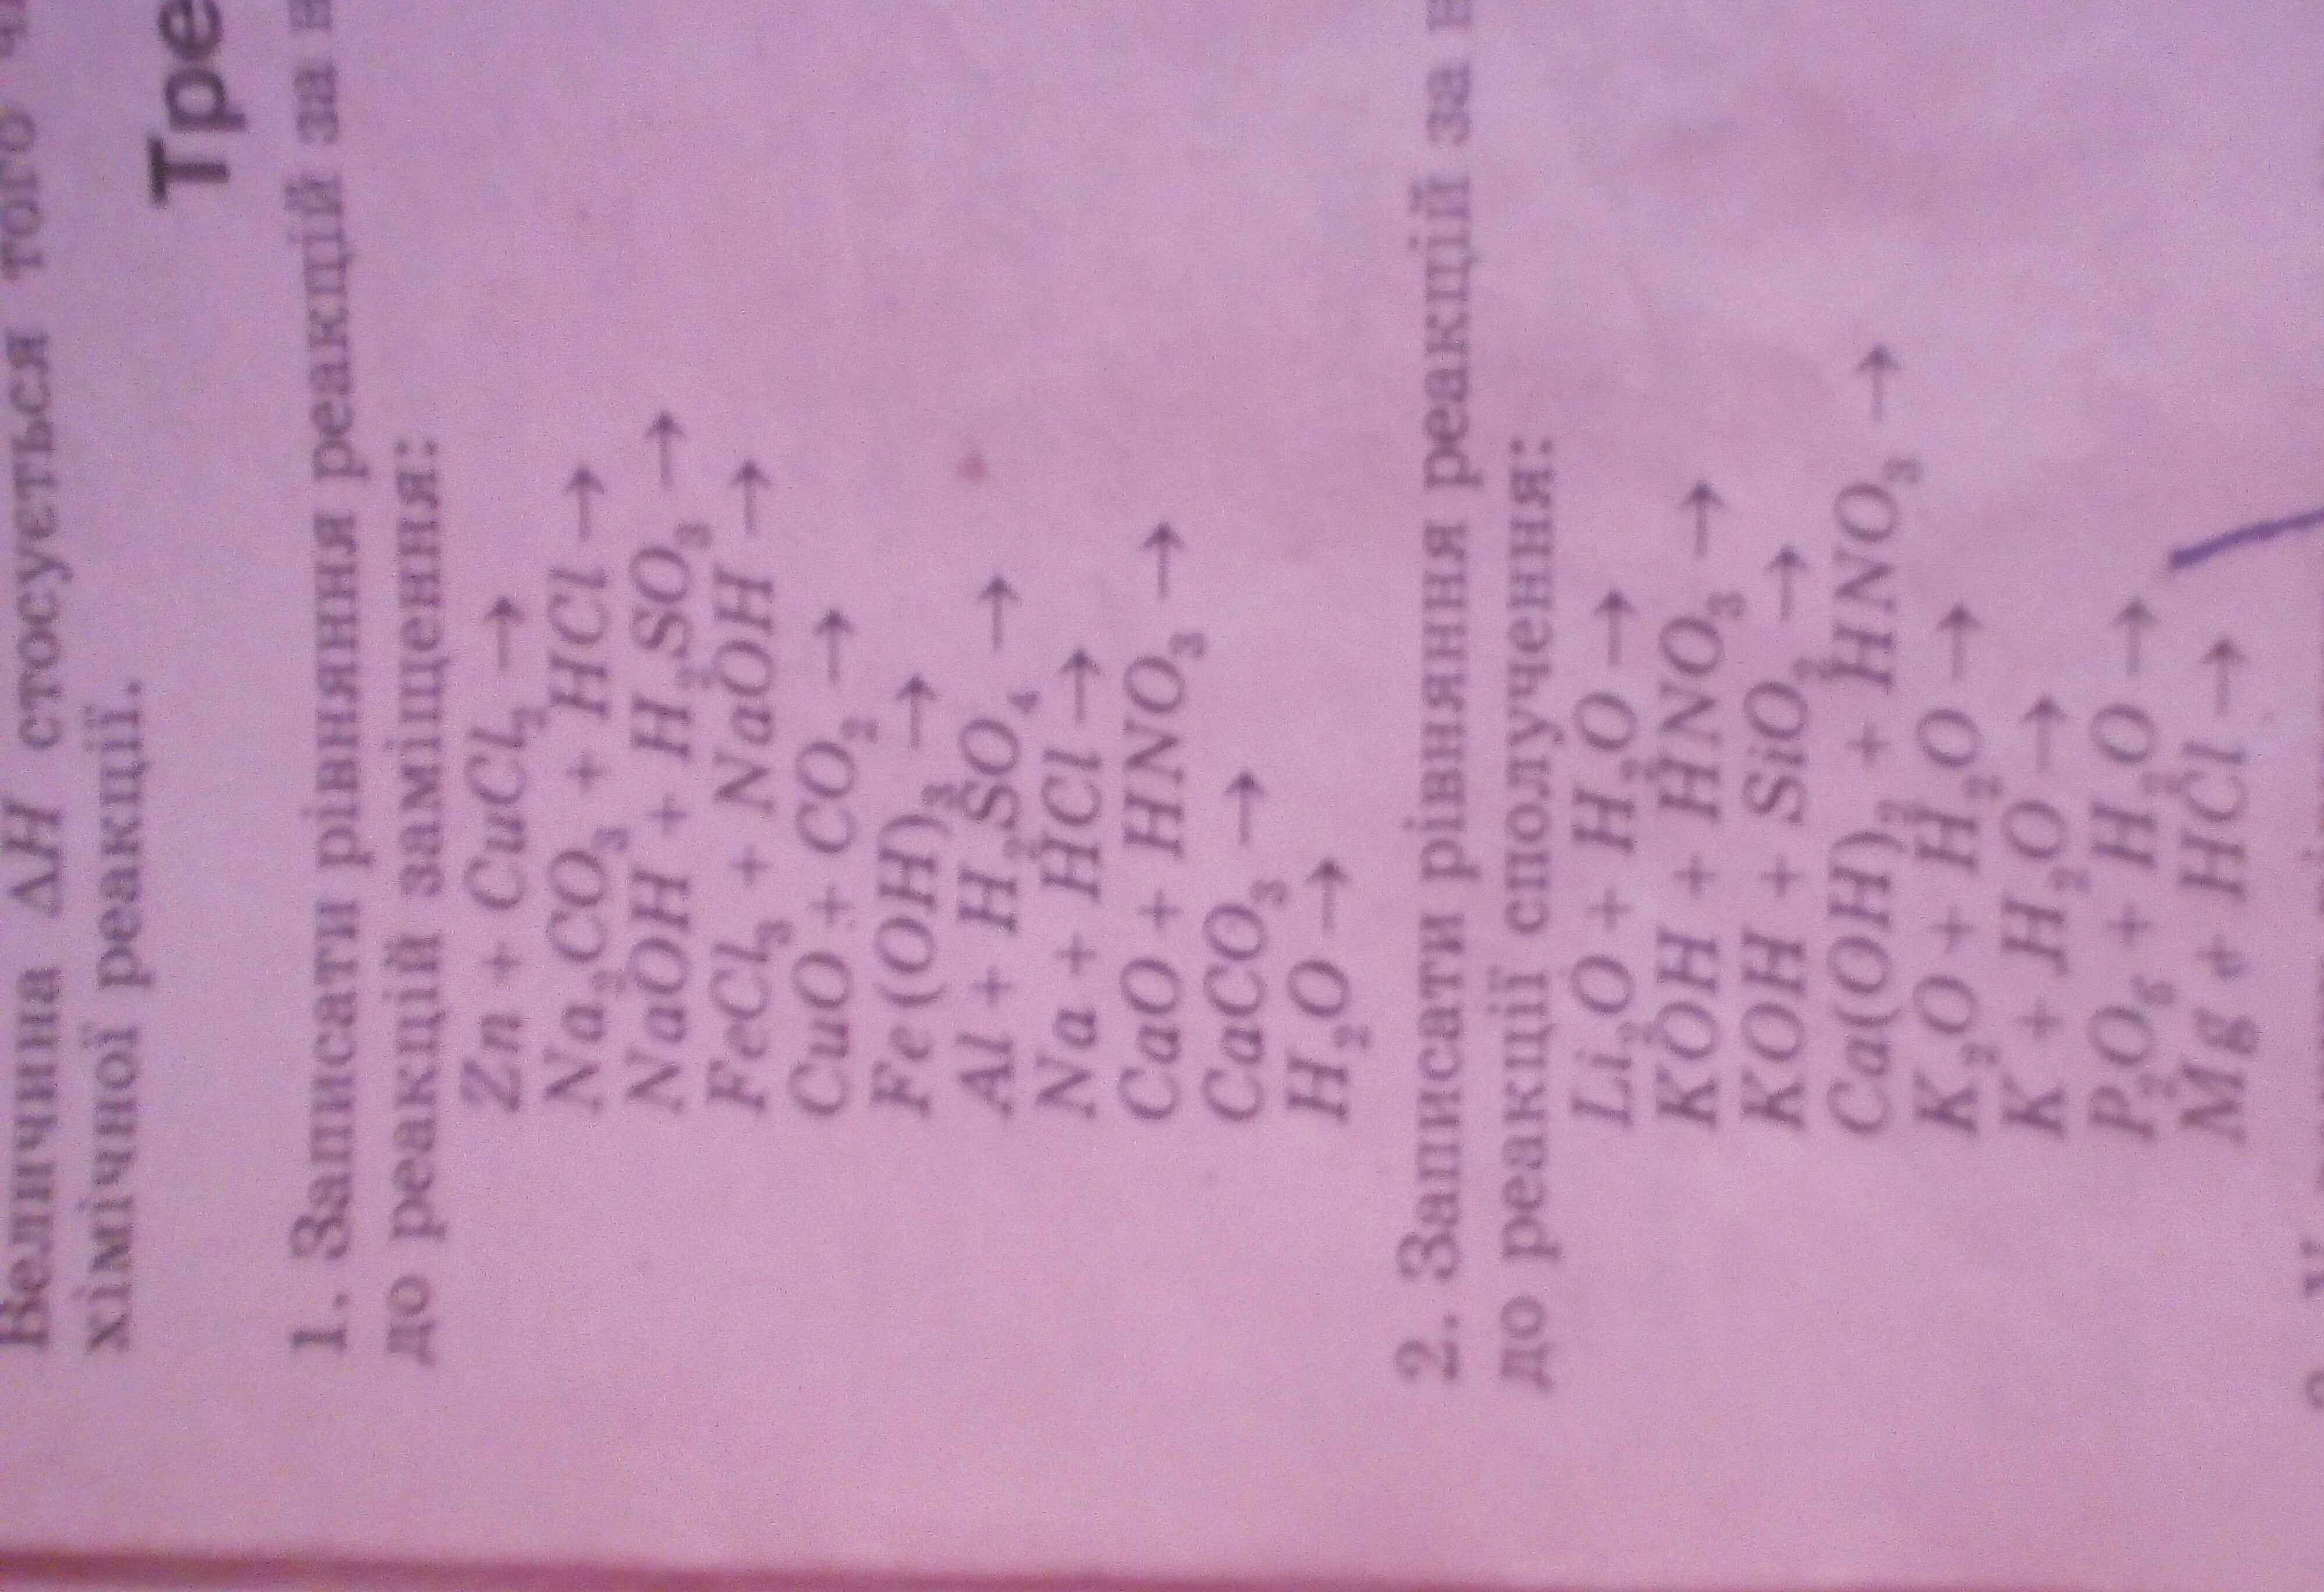 Величина ΔH стосується того
хімічної реакції.
Тре
1. Записати рівняння реакцій за в
до реакцій заміщення:
Zn + CuCl₂ →
Na₂CO₃ + HCl →
NaOH + H₂SO₃ →
FeCl₃ + NaOH →
CuO + CO₂ →
Fe(OH)₃ →
Al + H₂SO₄ →
Na + HCl →
CaO + HNO₃ →
CaCO₃ →
H₂O →
2. Записати рівняння реакцій за в
до реакції сполучення:
Li₂O + H₂O →
KOH + HNO₃ →
KOH + SiO₂ →
Ca(OH)₂ + HNO₃ →
K₂O + H₂O →
K + H₂O →
P₂O₅ + H₂O →
Mg + HCl →